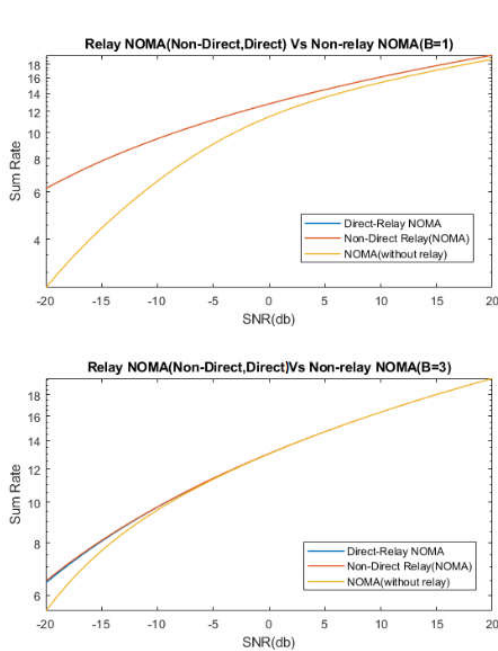 Relay NOMA(Non-Direct,Direct) Vs Non-relay NOMA(B=1)
18
16
14
12
10
8
6
4
Sum Rate
Direct-Relay NOMA
Non-Direct Relay(NOMA)
NOMA(without relay)
-20 -15 -10 -5 0 5 10 15 20
SNR(db)
Relay NOMA(Non-Direct,Direct)Vs Non-relay NOMA(B=3)
18
16
14
12
10
8
6
Sum Rate
Direct-Relay NOMA
Non-Direct Relay(NOMA)
NOMA(without relay)
-20 -15 -10 -5 0 5 10 15 20
SNR(db)